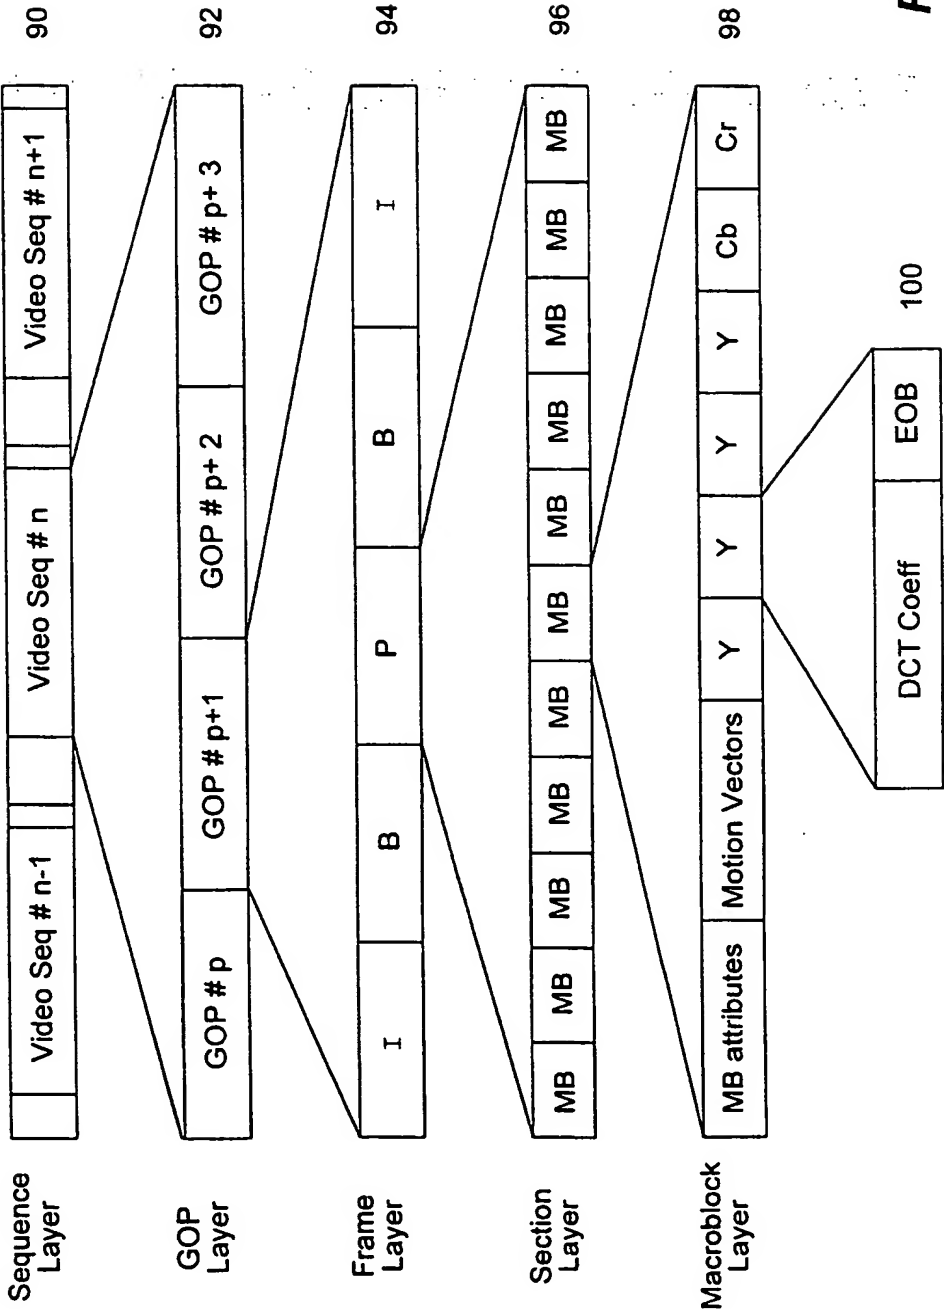 Sequence
Layer
Video Seq # n-1
Video Seq # n
Video Seq # n+1
90
GOP
Layer
GOP # p
GOP # p+1
GOP # p+ 2
GOP # p+ 3
92
Frame
Layer
I
B
P
B
I
94
Section
Layer
MB
MB
MB
MB
MB
MB
MB
MB
MB
MB
MB
96
Macroblock
Layer
MB attributes
Motion Vectors
Y
Y
Y
Y
Cb
Cr
98
DCT Coeff
EOB
100